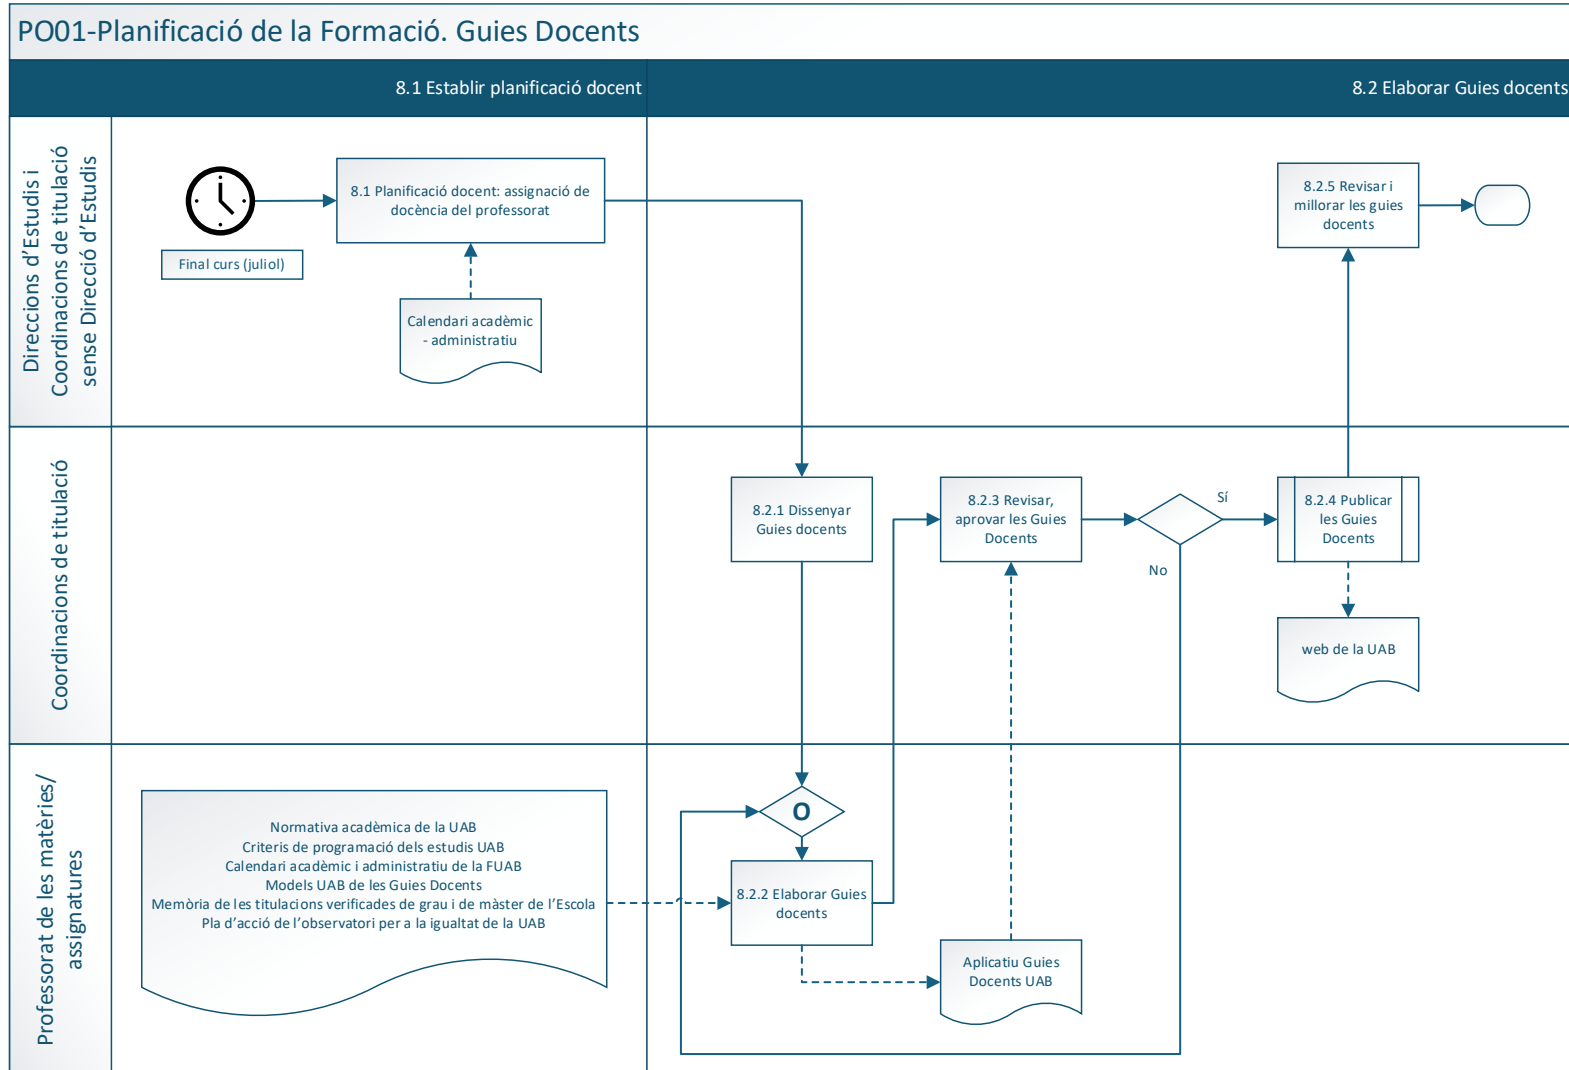 PO01-Planificació de la Formació. Guies Docents
8.1 Establir planificació docent
8.2 Elaborar Guies docents
Direccions d’Estudis i
Coordinacions de titulació
sense Direcció d’Estudis
Final curs (juliol)
8.1 Planificació docent: assignació de
docència del professorat
Calendari acadèmic
- administratiu
8.2.5 Revisar i
millorar les guies
docents
Coordinacions de titulació
8.2.1 Dissenyar
Guies docents
8.2.3 Revisar,
aprovar les Guies
Docents
Sí
No
8.2.4 Publicar
les Guies
Docents
web de la UAB
Professorat de les matèries/
assignatures
Normativa acadèmica de la UAB
Criteris de programació dels estudis UAB
Calendari acadèmic i administratiu de la FUAB
Models UAB de les Guies Docents
Memòria de les titulacions verificades de grau i de màster de l’Escola
Pla d’acció de l’observatori per a la igualtat de la UAB
O
8.2.2 Elaborar Guies
docents
Aplicatiu Guies
Docents UAB